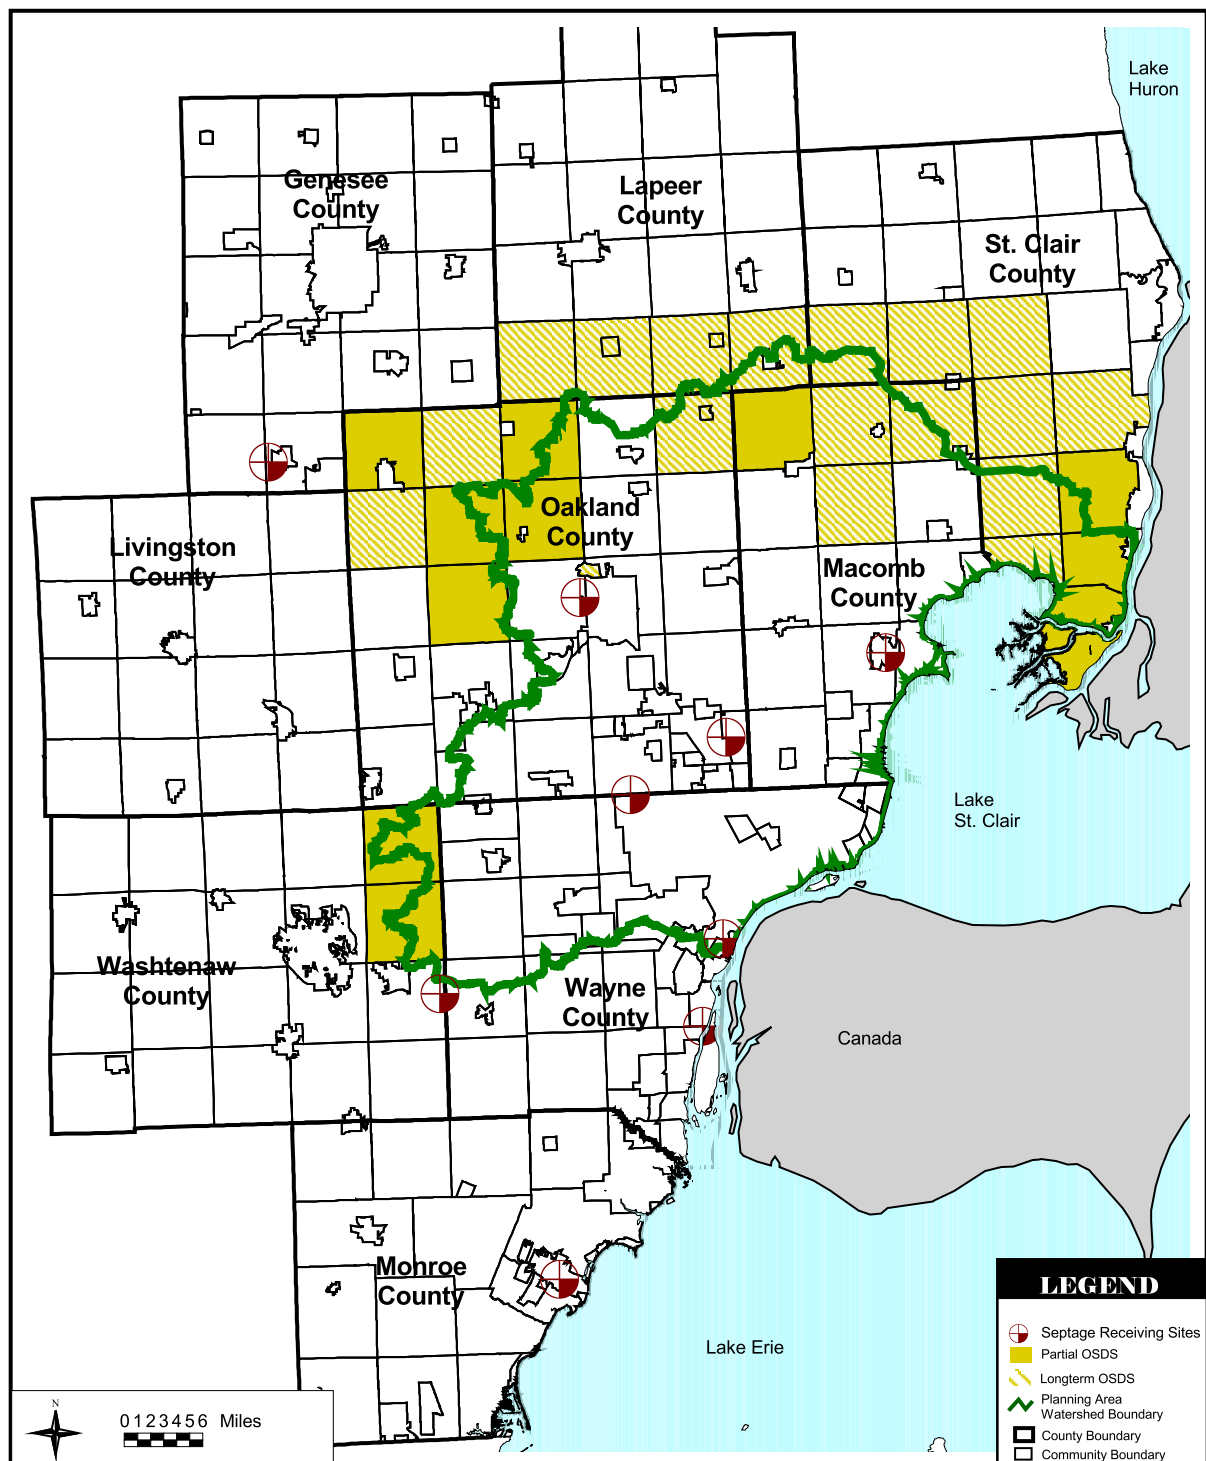 Lake
Huron
Genesee
County
Lapeer
County
St. Clair
County
Livingston
County
Oakland
County
Macomb
County
Lake
St. Clair
Washtenaw
County
Wayne
County
Canada
Monroe
County
Lake Erie
LEGEND
Septage Receiving Sites
Partial OSDS
Longterm OSDS
Planning Area
Watershed Boundary
County Boundary
Community Boundary
N
0 1 2 3 4 5 6 Miles